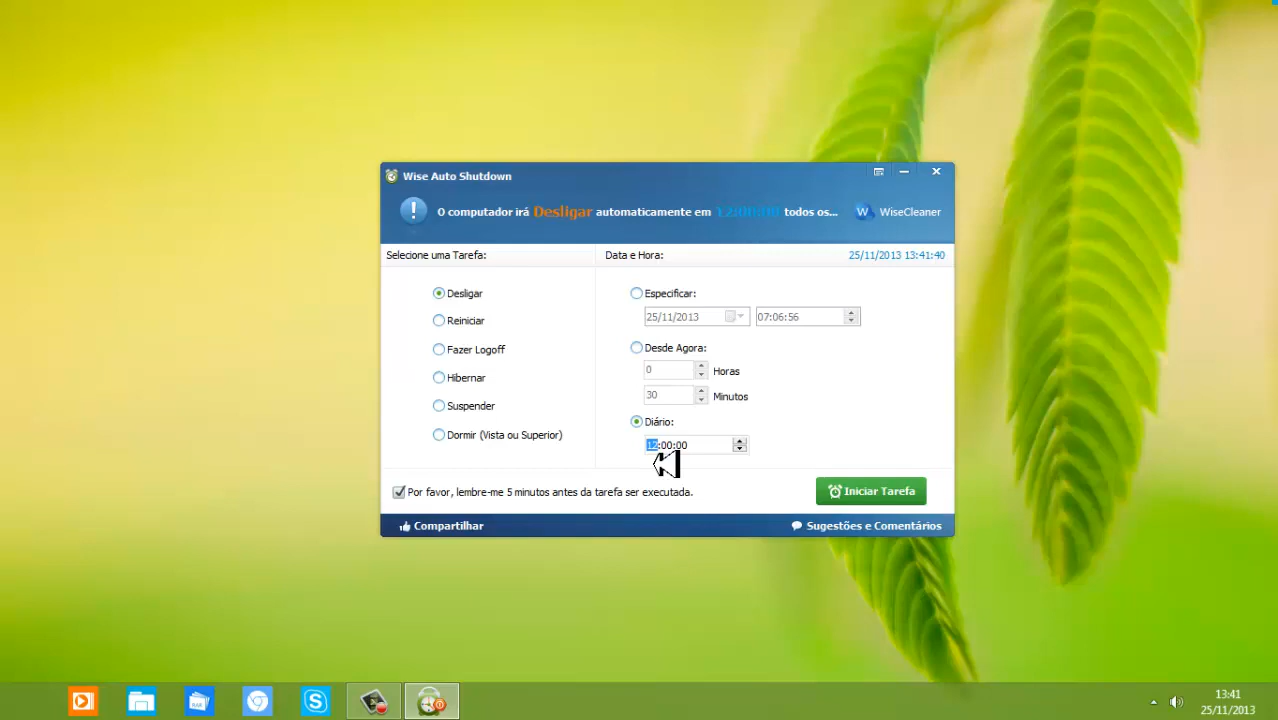 Wise Auto Shutdown
O computador irá Desligar automaticamente em 12:00:00 todos os...
W WiseCleaner
Selecione uma Tarefa:
Data e Hora:
25/11/2013 13:41:40
Desligar
Reiniciar
Fazer Logoff
Hibernar
Suspender
Dormir (Vista ou Superior)
Especificar:
25/11/2013
07:06:56
Desde Agora:
0
Horas
30
Minutos
Diário:
12:00:00
Por favor, lembre-me 5 minutos antes da tarefa ser executada.
Iniciar Tarefa
Compartilhar
Sugestões e Comentários
13:41
25/11/2013